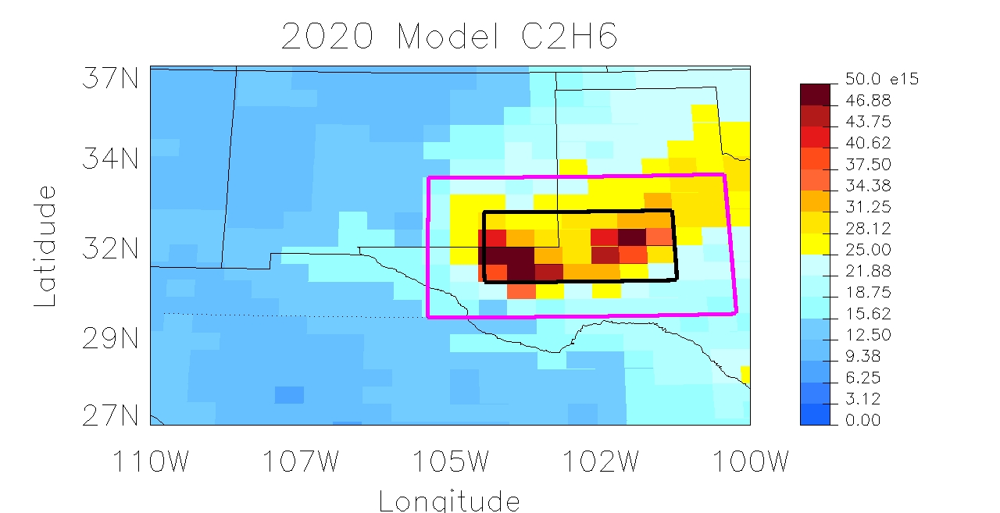 2020 Model C2H6
37N
34N
32N
29N
27N
Latidude
110W 107W 105W 102W 100W
Longitude
50.0 e15
46.88
43.75
40.62
37.50
34.38
31.25
28.12
25.00
21.88
18.75
15.62
12.50
9.38
6.25
3.12
0.00